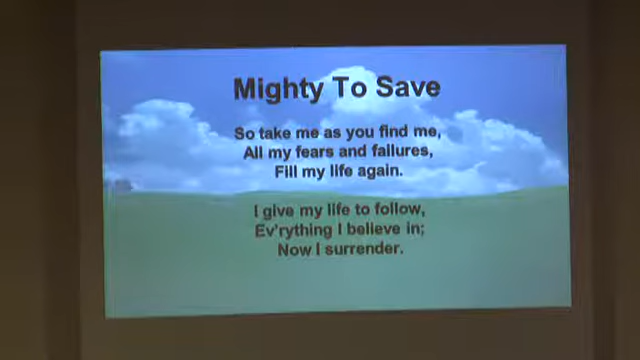 Mighty To Save
So take me as you find me,
All my fears and failures,
Fill my life again.
I give my life to follow,
Ev'rything I believe in;
Now I surrender.